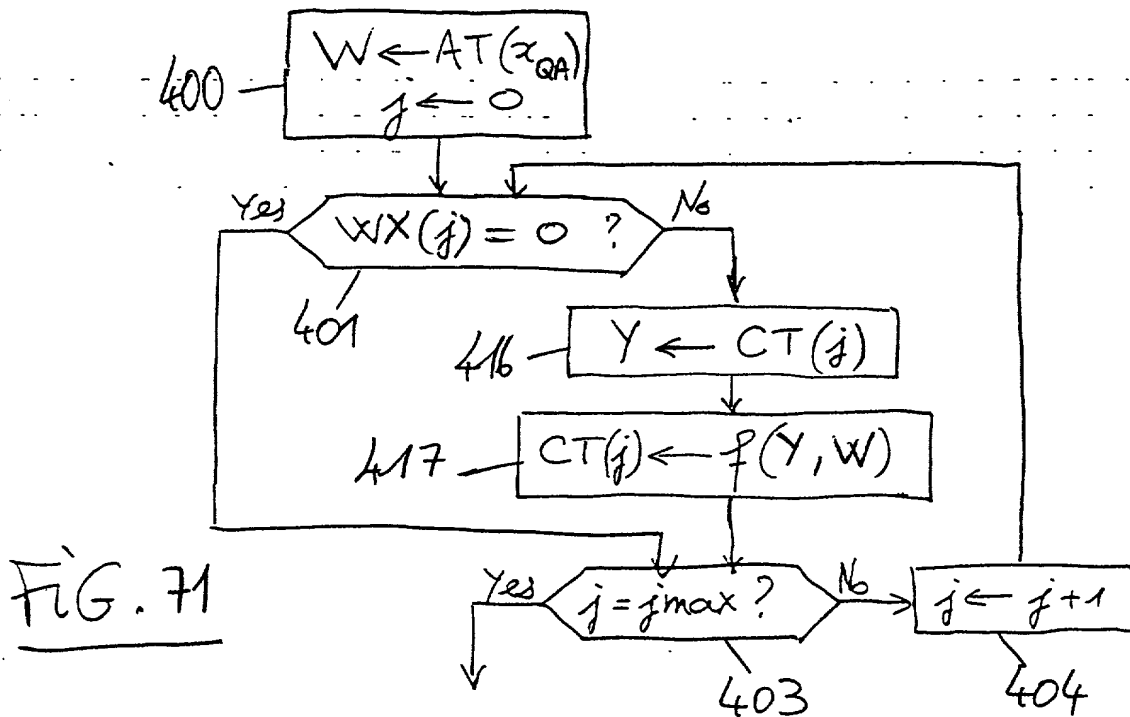 W ← AT(x_QA)
j ← 0
400
Yes
WX(j) = 0 ?
No
401
Y ← CT(j)
416
CT(j) ← f(Y, W)
417
Yes
j = jmax ?
No
j ← j+1
403
404
FiG. 71